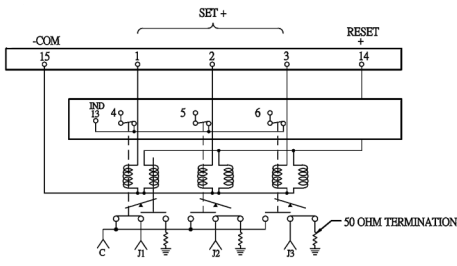 SET +
-COM
RESET
+
15
1
2
3
14
IND
13
4
5
6
50 OHM TERMINATION
C
J1
J2
J3